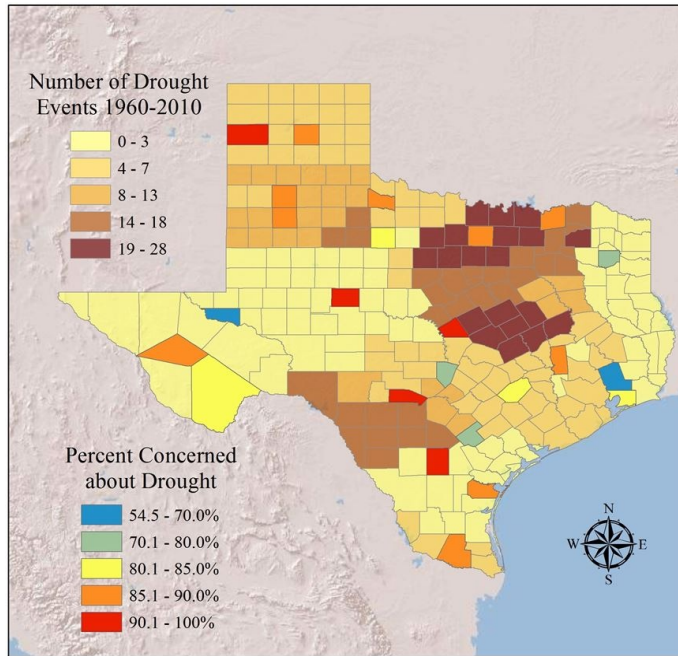 Number of Drought
Events 1960-2010
0 - 3
4 - 7
8 - 13
14 - 18
19 - 28
Percent Concerned
about Drought
54.5 - 70.0%
70.1 - 80.0%
80.1 - 85.0%
85.1 - 90.0%
90.1 - 100%
N
W
E
S